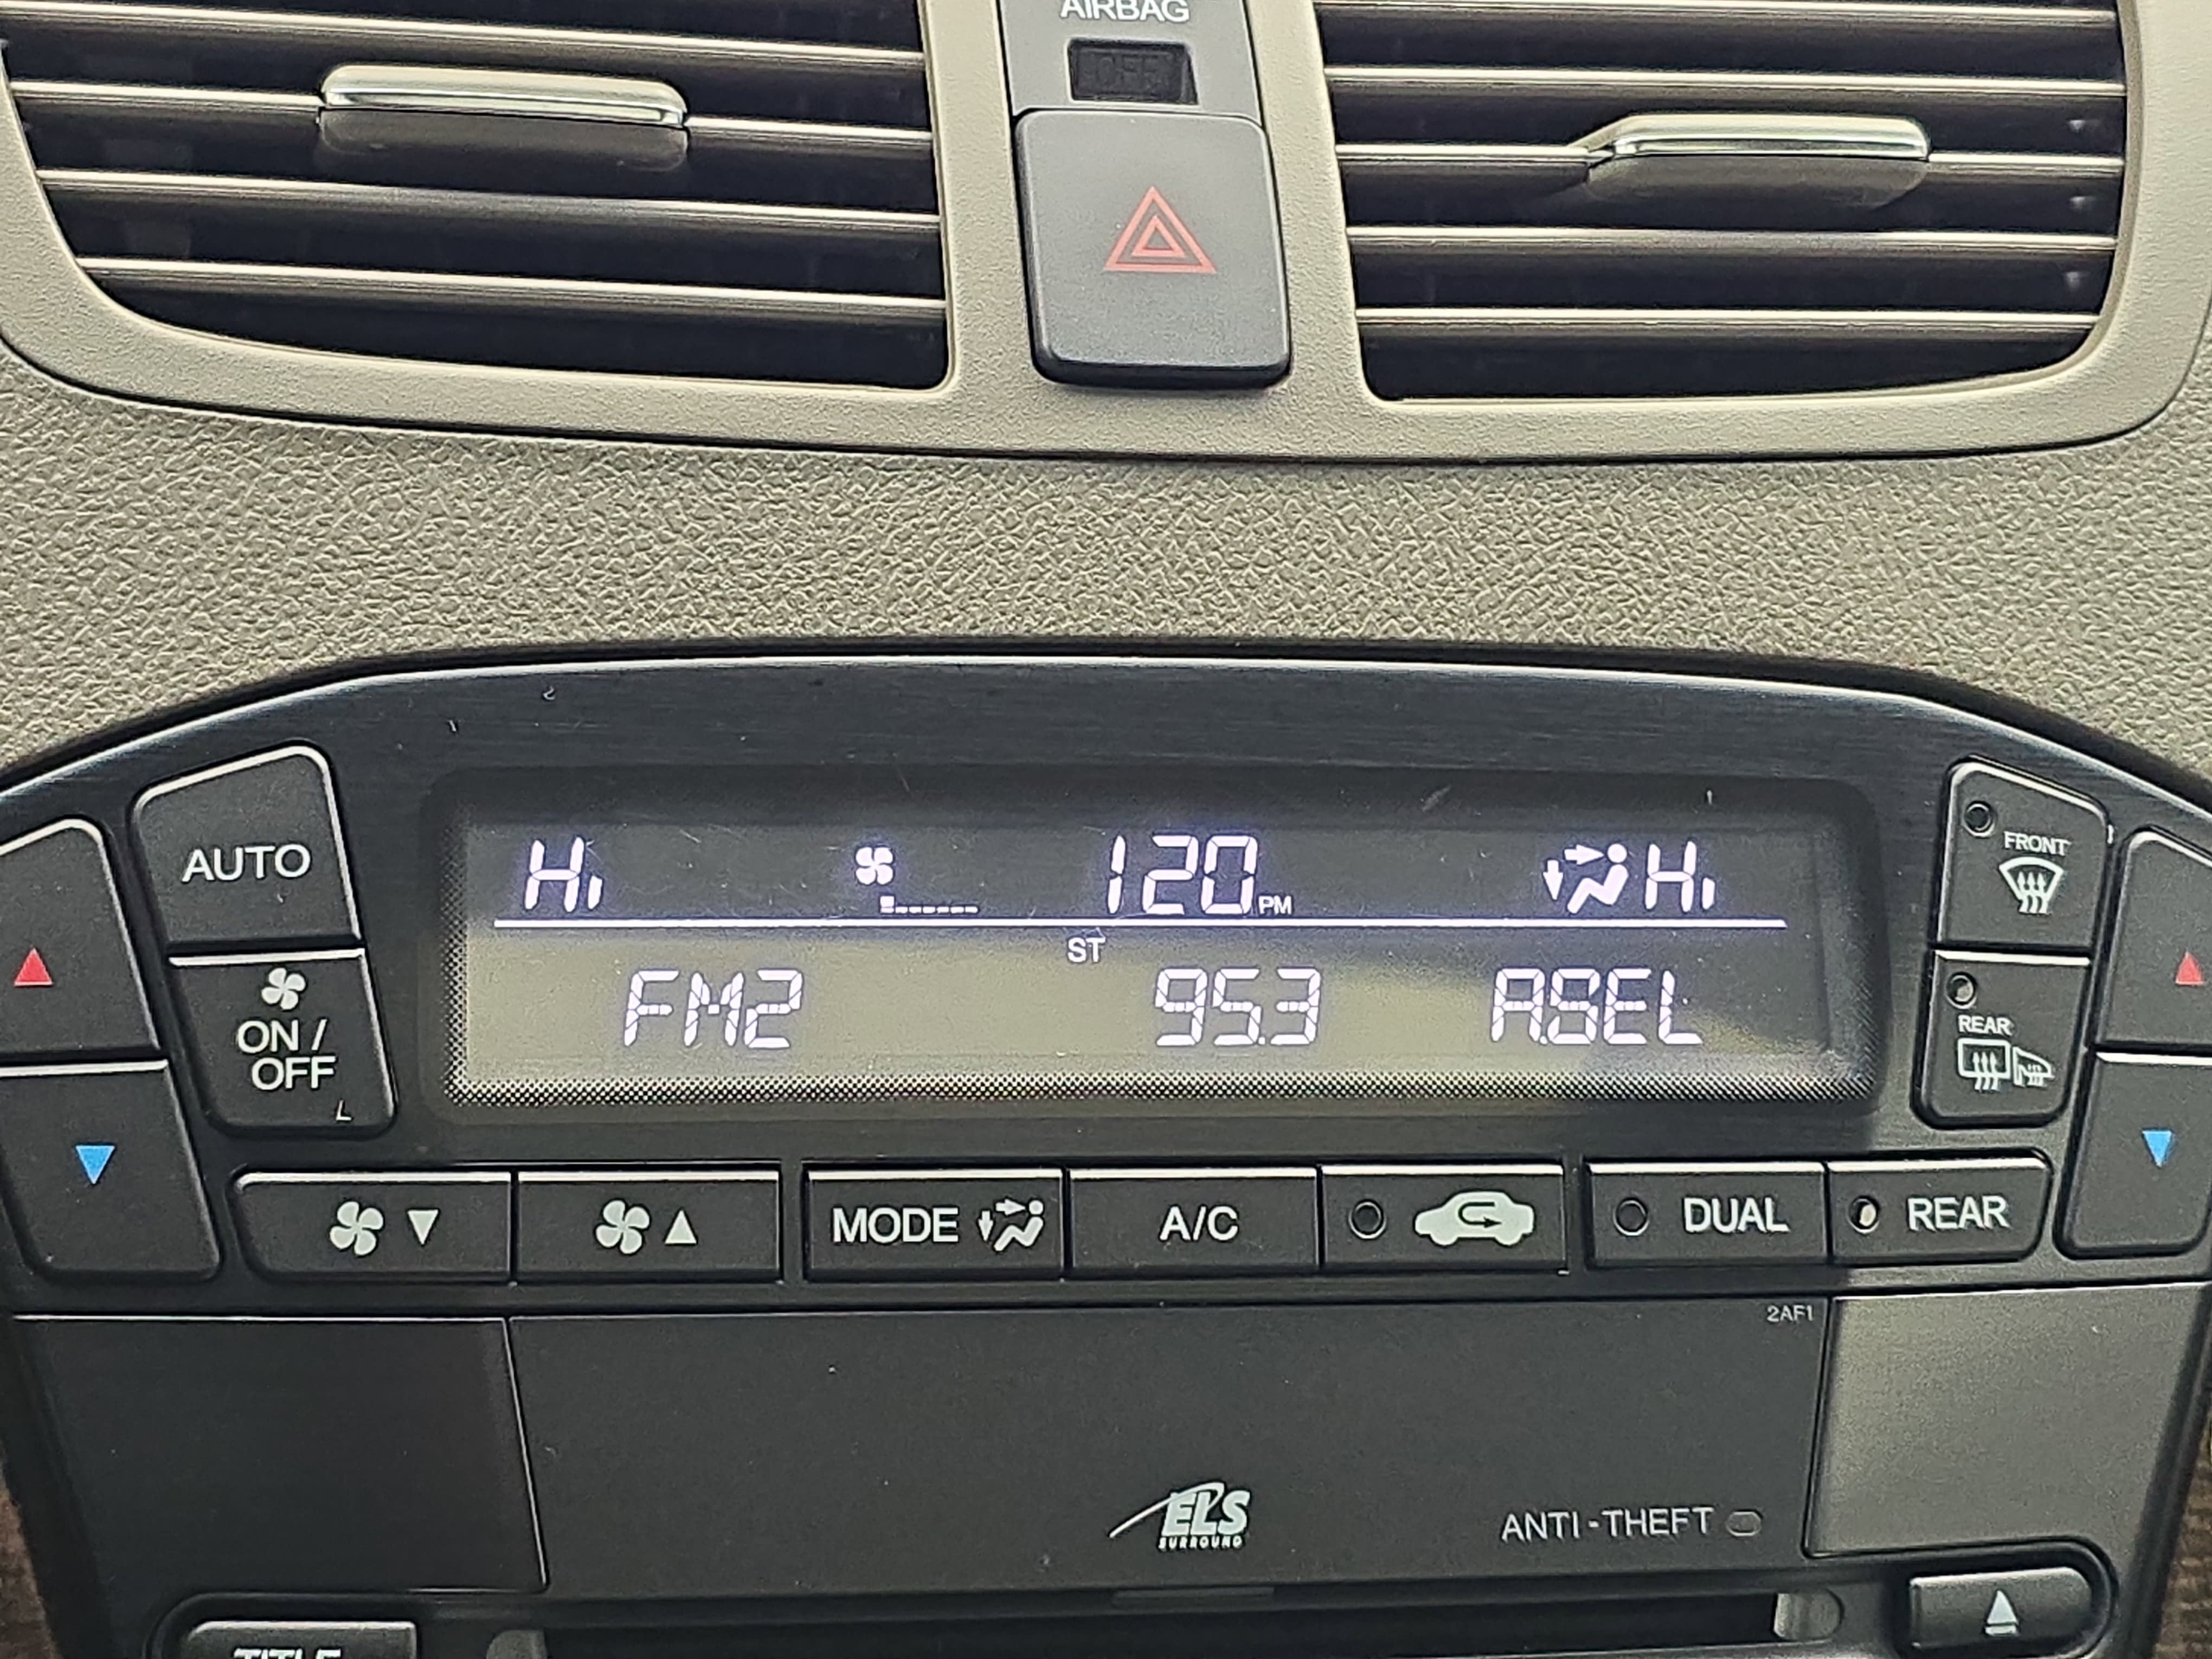 AIRBAG
OFF
AUTO
ON /
OFF
Hi 120 PM Hi
ST
FM2 95.3 A.SEL
FRONT
REAR
MODE A/C DUAL REAR
2AF1
ELS
SURROUND
ANTI-THEFT
TITLE